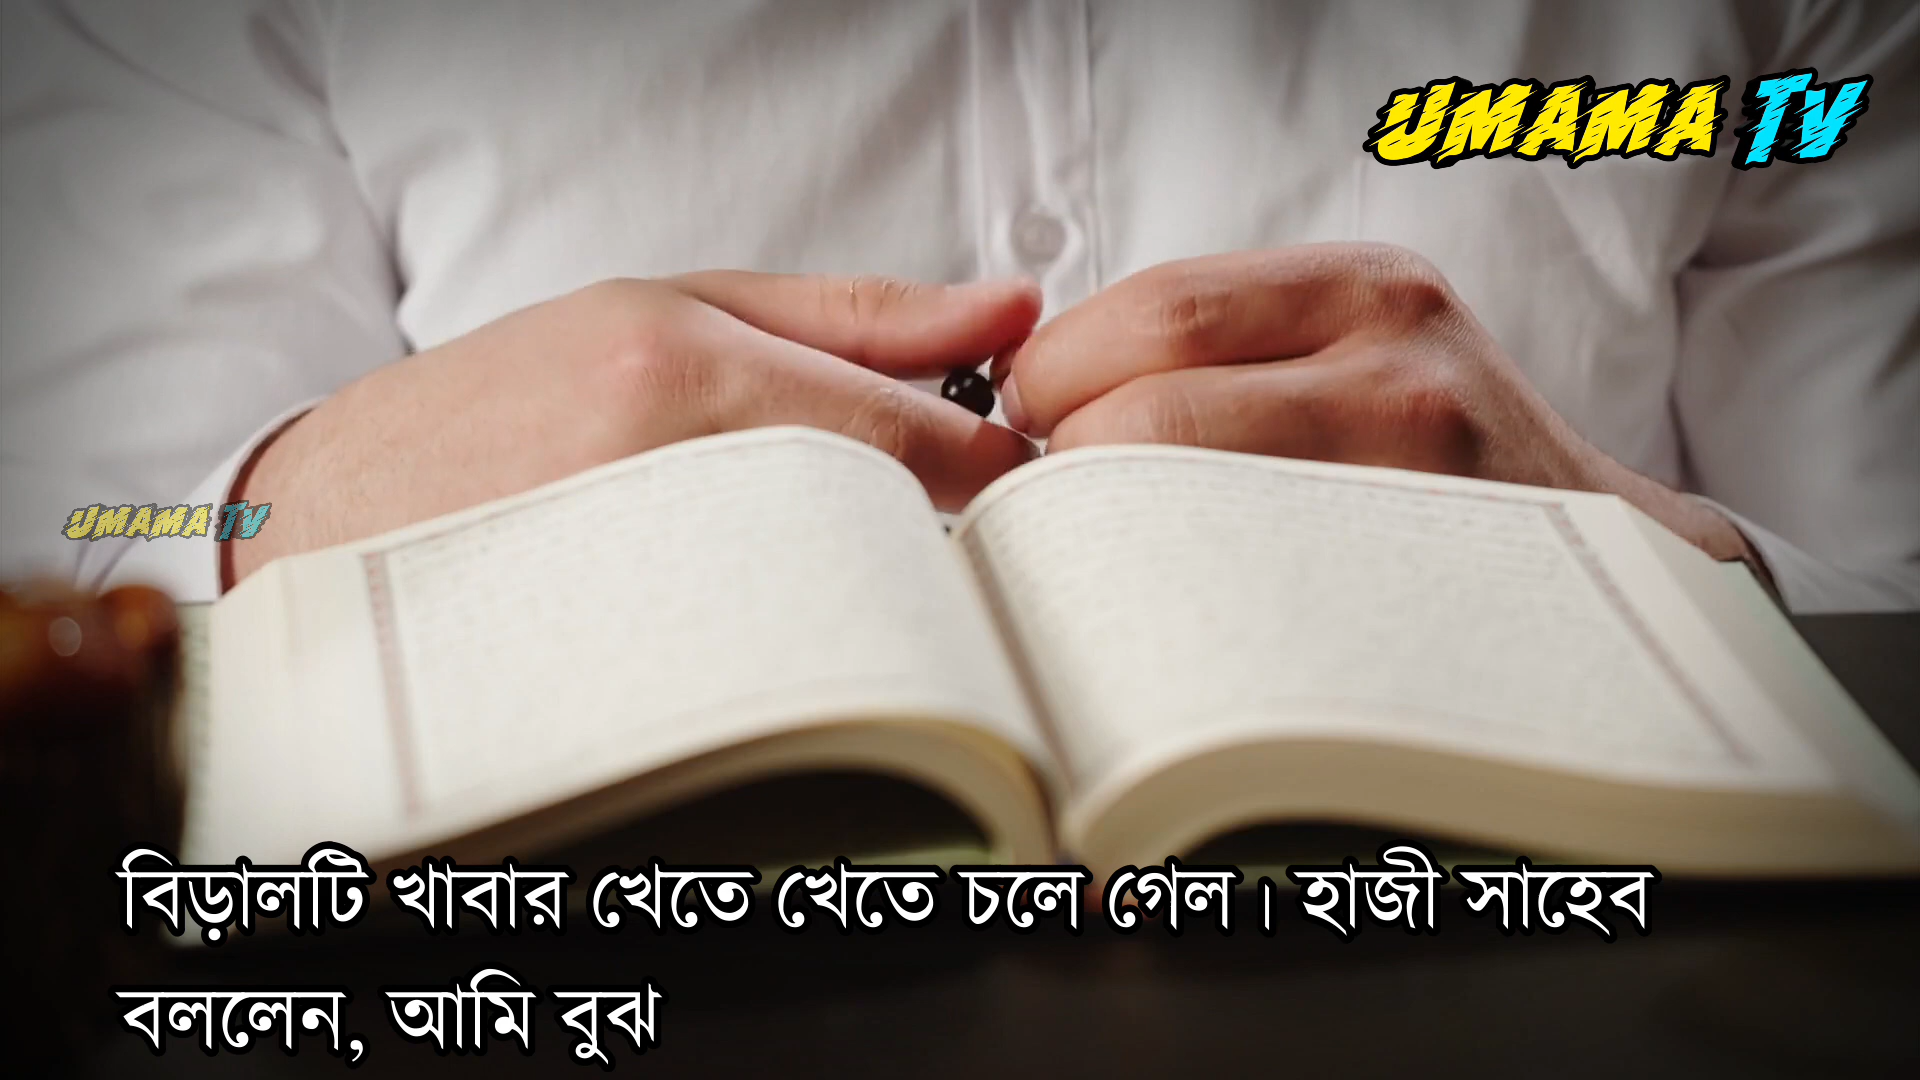 UMAMA TV
UMAMA TV
বিড়ালটি খাবার খেতে খেতে চলে গেল। হাজী সাহেব
বললেন, আমি বুঝ